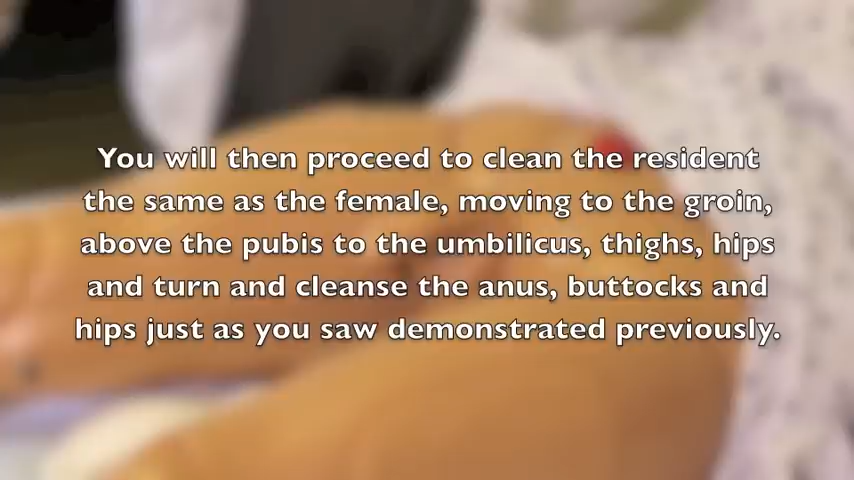 You will then proceed to clean the resident
the same as the female, moving to the groin,
above the pubis to the umbilicus, thighs, hips
and turn and cleanse the anus, buttocks and
hips just as you saw demonstrated previously.